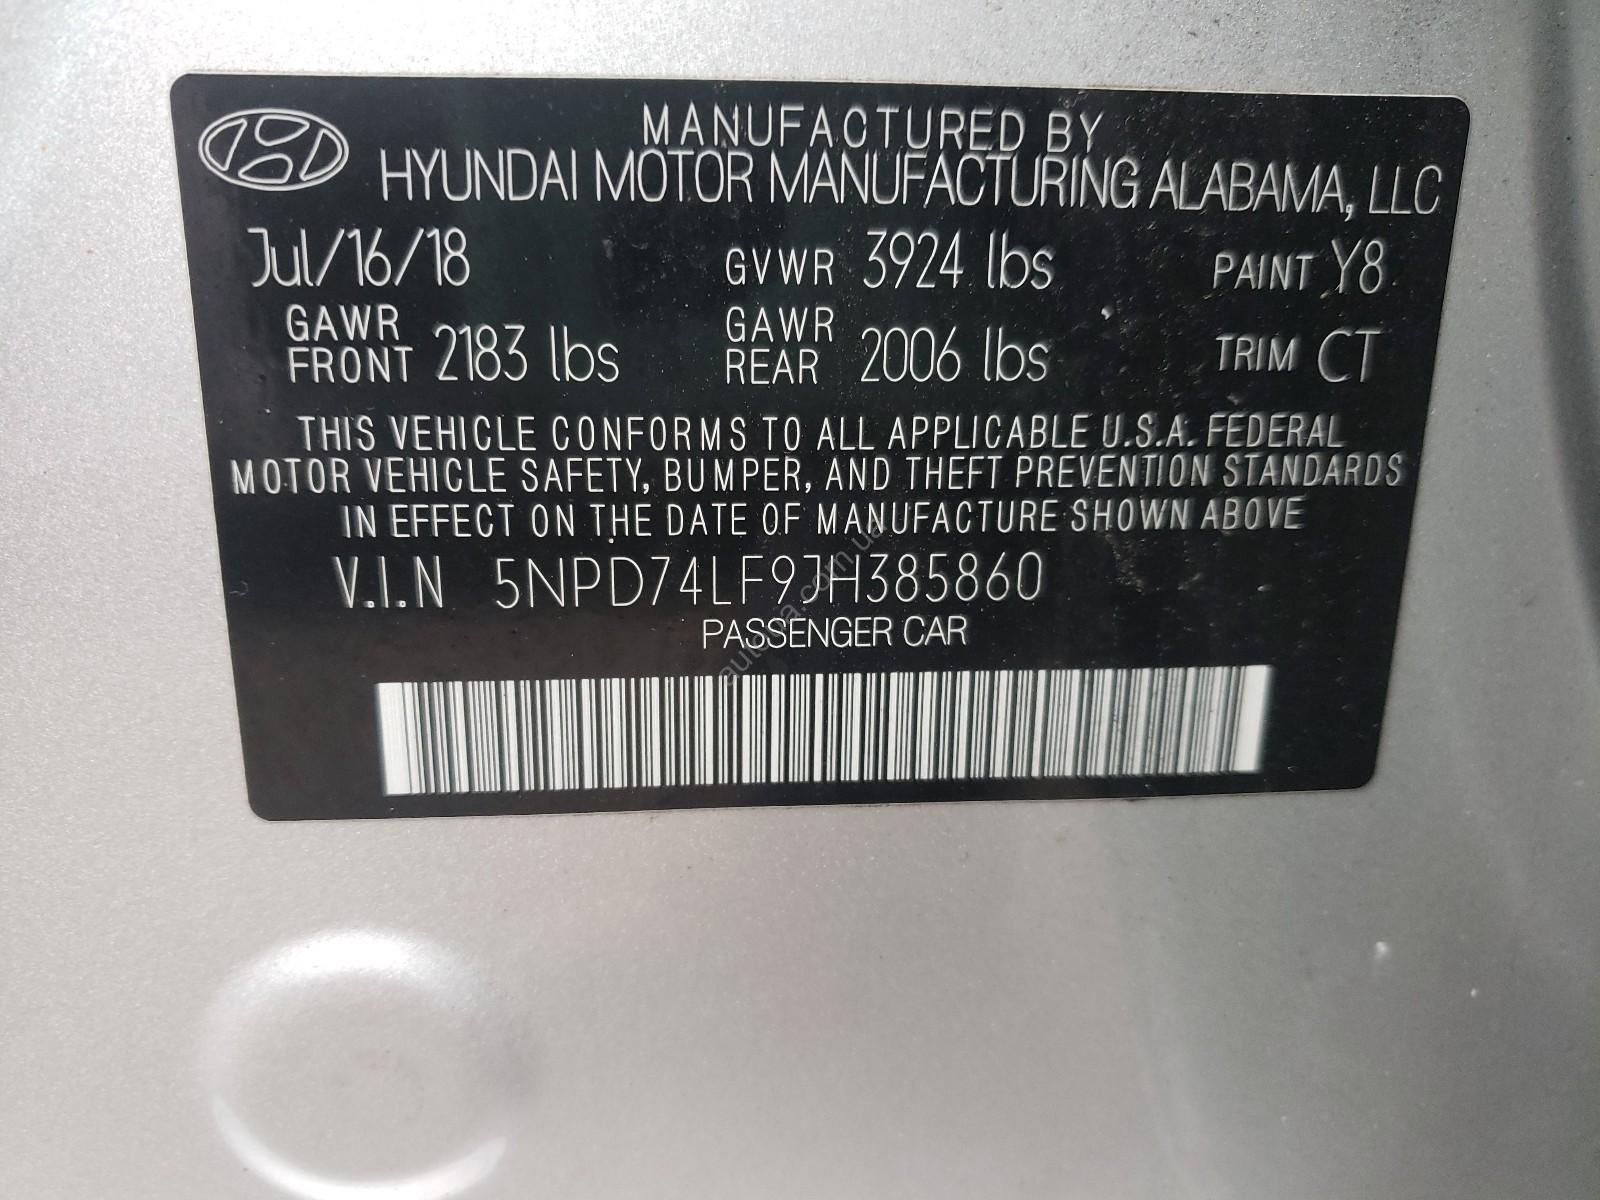 MANUFACTURED BY
HYUNDAI MOTOR MANUFACTURING ALABAMA, LLC
Jul/16/18 GVWR 3924 lbs PAINT Y8
GAWR FRONT 2183 lbs GAWR REAR 2006 lbs TRIM CT
THIS VEHICLE CONFORMS TO ALL APPLICABLE U.S.A. FEDERAL
MOTOR VEHICLE SAFETY, BUMPER, AND THEFT PREVENTION STANDARDS
IN EFFECT ON THE DATE OF MANUFACTURE SHOWN ABOVE
V.I.N 5NPD74LF9JH385860
PASSENGER CAR